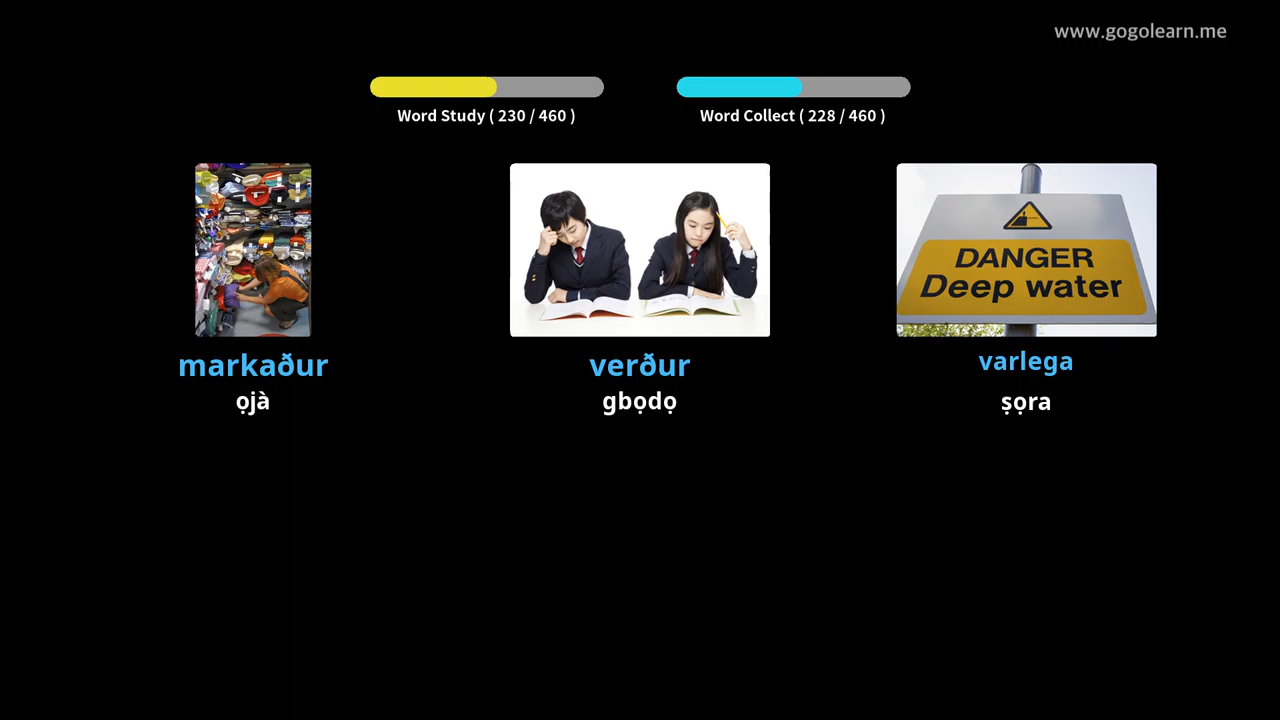 www.gogolearn.me
Word Study ( 230 / 460 )
Word Collect ( 228 / 460 )
DANGER
Deep water
markaður
verður
varlega
ọjà
gbọdọ
ṣọra